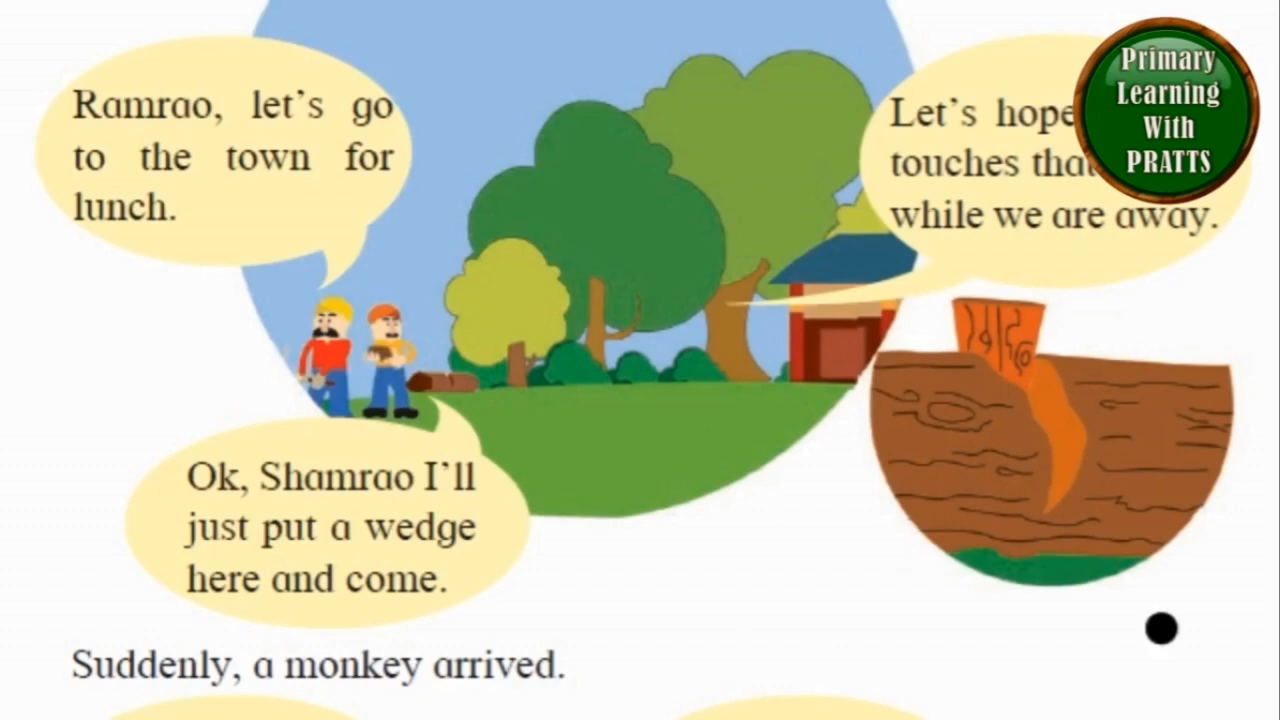 Ramrao, let's go
to the town for
lunch.
Let's hope
touches that
while we are away.
Primary
Learning
With
PRATTS
Ok, Shamrao I'll
just put a wedge
here and come.
Suddenly, a monkey arrived.